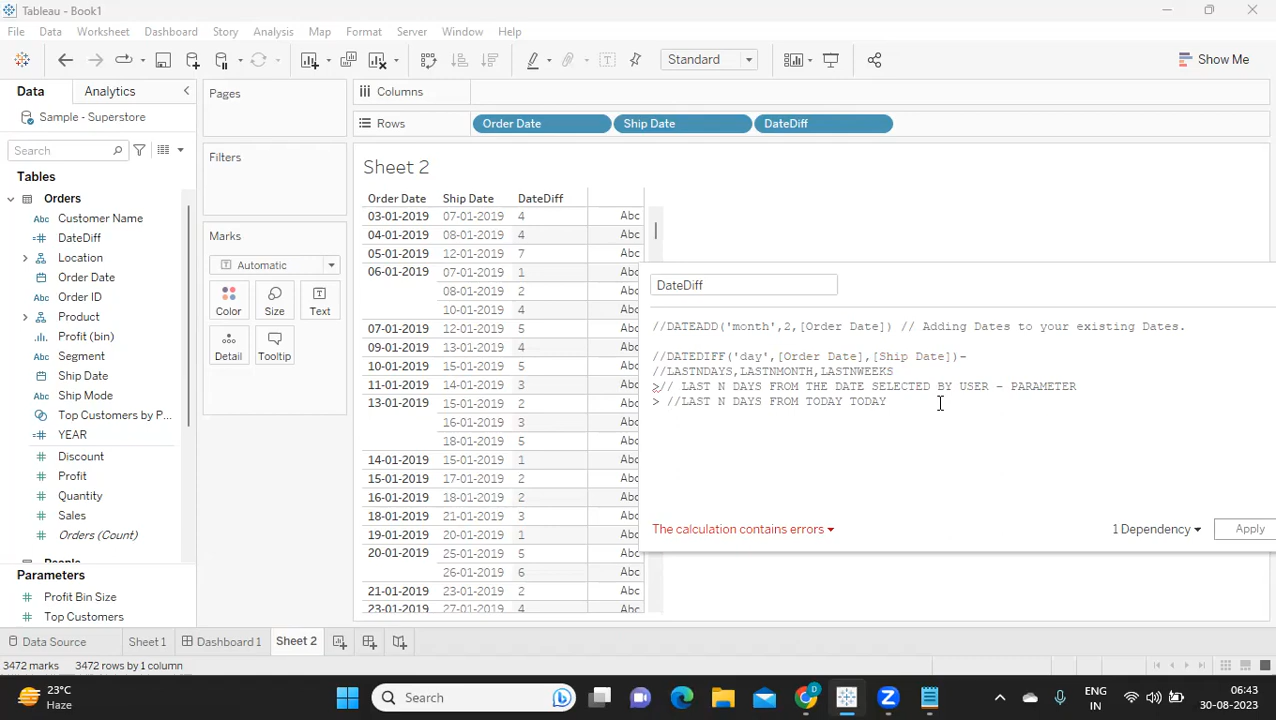 Tableau - Book1
File Data Worksheet Dashboard Story Analysis Map Format Server Window Help
Standard
Show Me
Data Analytics
Sample - Superstore
Search
Tables
Orders
Abc Customer Name
DateDiff
Location
Order Date
Abc Order ID
Product
Profit (bin)
Abc Segment
Ship Date
Abc Ship Mode
Top Customers by P...
Abc YEAR
Discount
Profit
Quantity
Sales
Orders (Count)
Parameters
Profit Bin Size
Top Customers
Pages
Filters
Marks
Automatic
Color Size Text
Detail Tooltip
Columns
Rows Order Date Ship Date DateDiff
Sheet 2
Order Date Ship Date DateDiff
03-01-2019 07-01-2019 4 Abc
04-01-2019 08-01-2019 4 Abc
05-01-2019 12-01-2019 7 Abc
06-01-2019 07-01-2019 1 Abc
08-01-2019 2 Abc
10-01-2019 4 Abc
07-01-2019 12-01-2019 5 Abc
09-01-2019 13-01-2019 4 Abc
10-01-2019 15-01-2019 5 Abc
11-01-2019 14-01-2019 3 Abc
13-01-2019 15-01-2019 2 Abc
16-01-2019 3 Abc
18-01-2019 5 Abc
14-01-2019 15-01-2019 1 Abc
15-01-2019 17-01-2019 2 Abc
16-01-2019 18-01-2019 2 Abc
18-01-2019 21-01-2019 3 Abc
19-01-2019 20-01-2019 1 Abc
20-01-2019 25-01-2019 5 Abc
26-01-2019 6 Abc
21-01-2019 23-01-2019 2 Abc
23-01-2019 27-01-2019 4 Abc
DateDiff
//DATEADD('month',2,[Order Date]) // Adding Dates to your existing Dates.
//DATEDIFF('day',[Order Date],[Ship Date])-
//LASTNDAYS,LASTNMONTH,LASTNWEEKS
>// LAST N DAYS FROM THE DATE SELECTED BY USER - PARAMETER
> //LAST N DAYS FROM TODAY TODAY
The calculation contains errors
1 Dependency
Apply
Data Source Sheet 1 Dashboard 1 Sheet 2
3472 marks 3472 rows by 1 column
23°C
Haze
Search
ENG
IN
06:43
30-08-2023